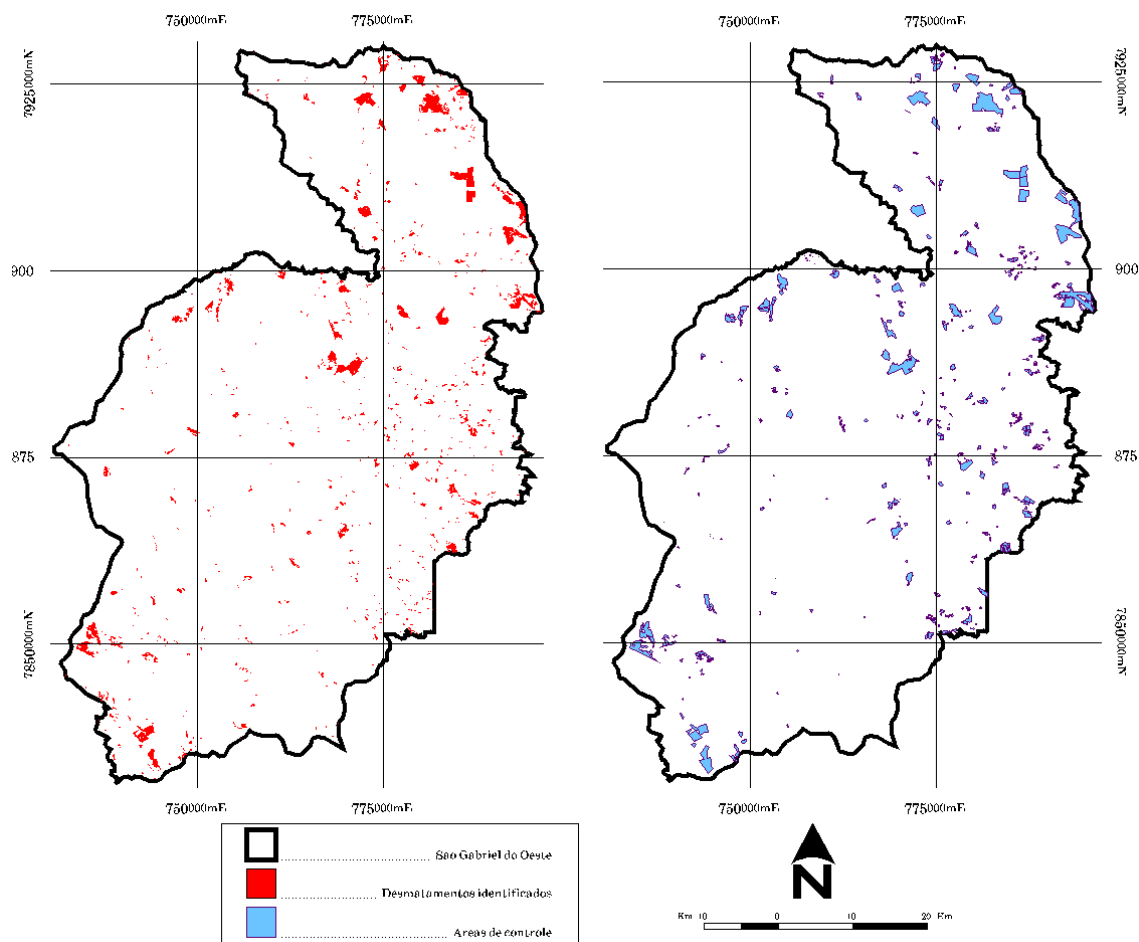 750000mE 775000mE 750000mE 775000mE
7925000mN 7925000mN
900 900
875 875
7850000mN 7850000mN
750000mE 775000mE 750000mE 775000mE
Sao Gabriel do Oeste
Desmatamentos identificados
Areas de controle
N
Km 10 0 10 20 Km